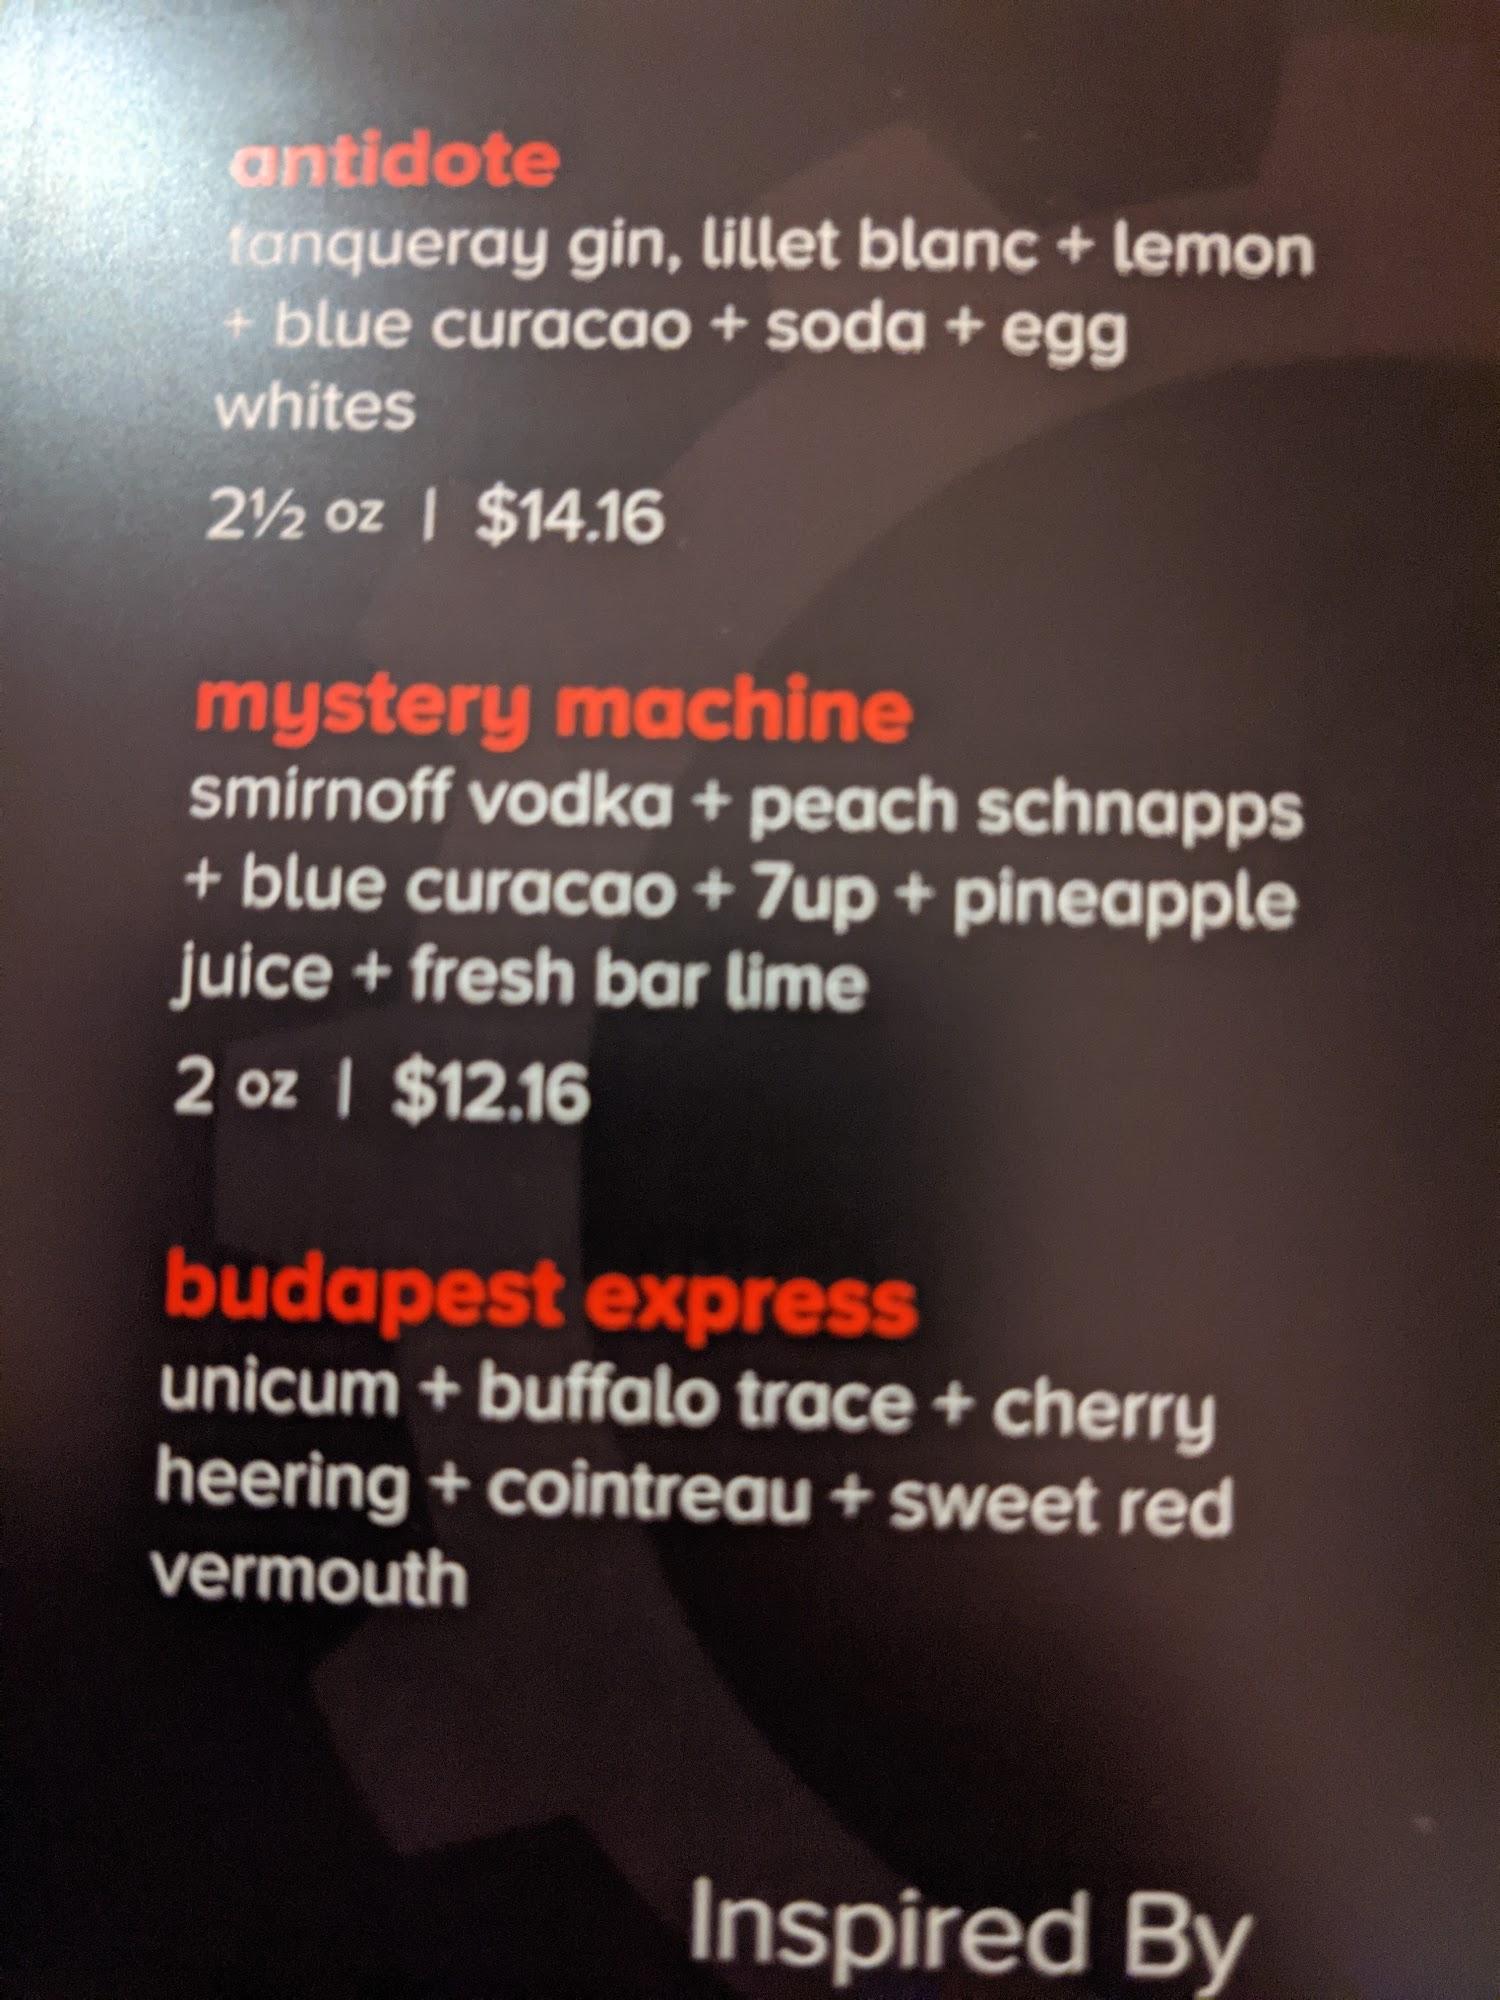 antidote
tanqueray gin, lillet blanc + lemon
+ blue curacao + soda + egg
whites
2½ oz | $14.16
mystery machine
smirnoff vodka + peach schnapps
+ blue curacao + 7up + pineapple
juice + fresh bar lime
2 oz | $12.16
budapest express
unicum + buffalo trace + cherry
heering + cointreau + sweet red
vermouth
Inspired By